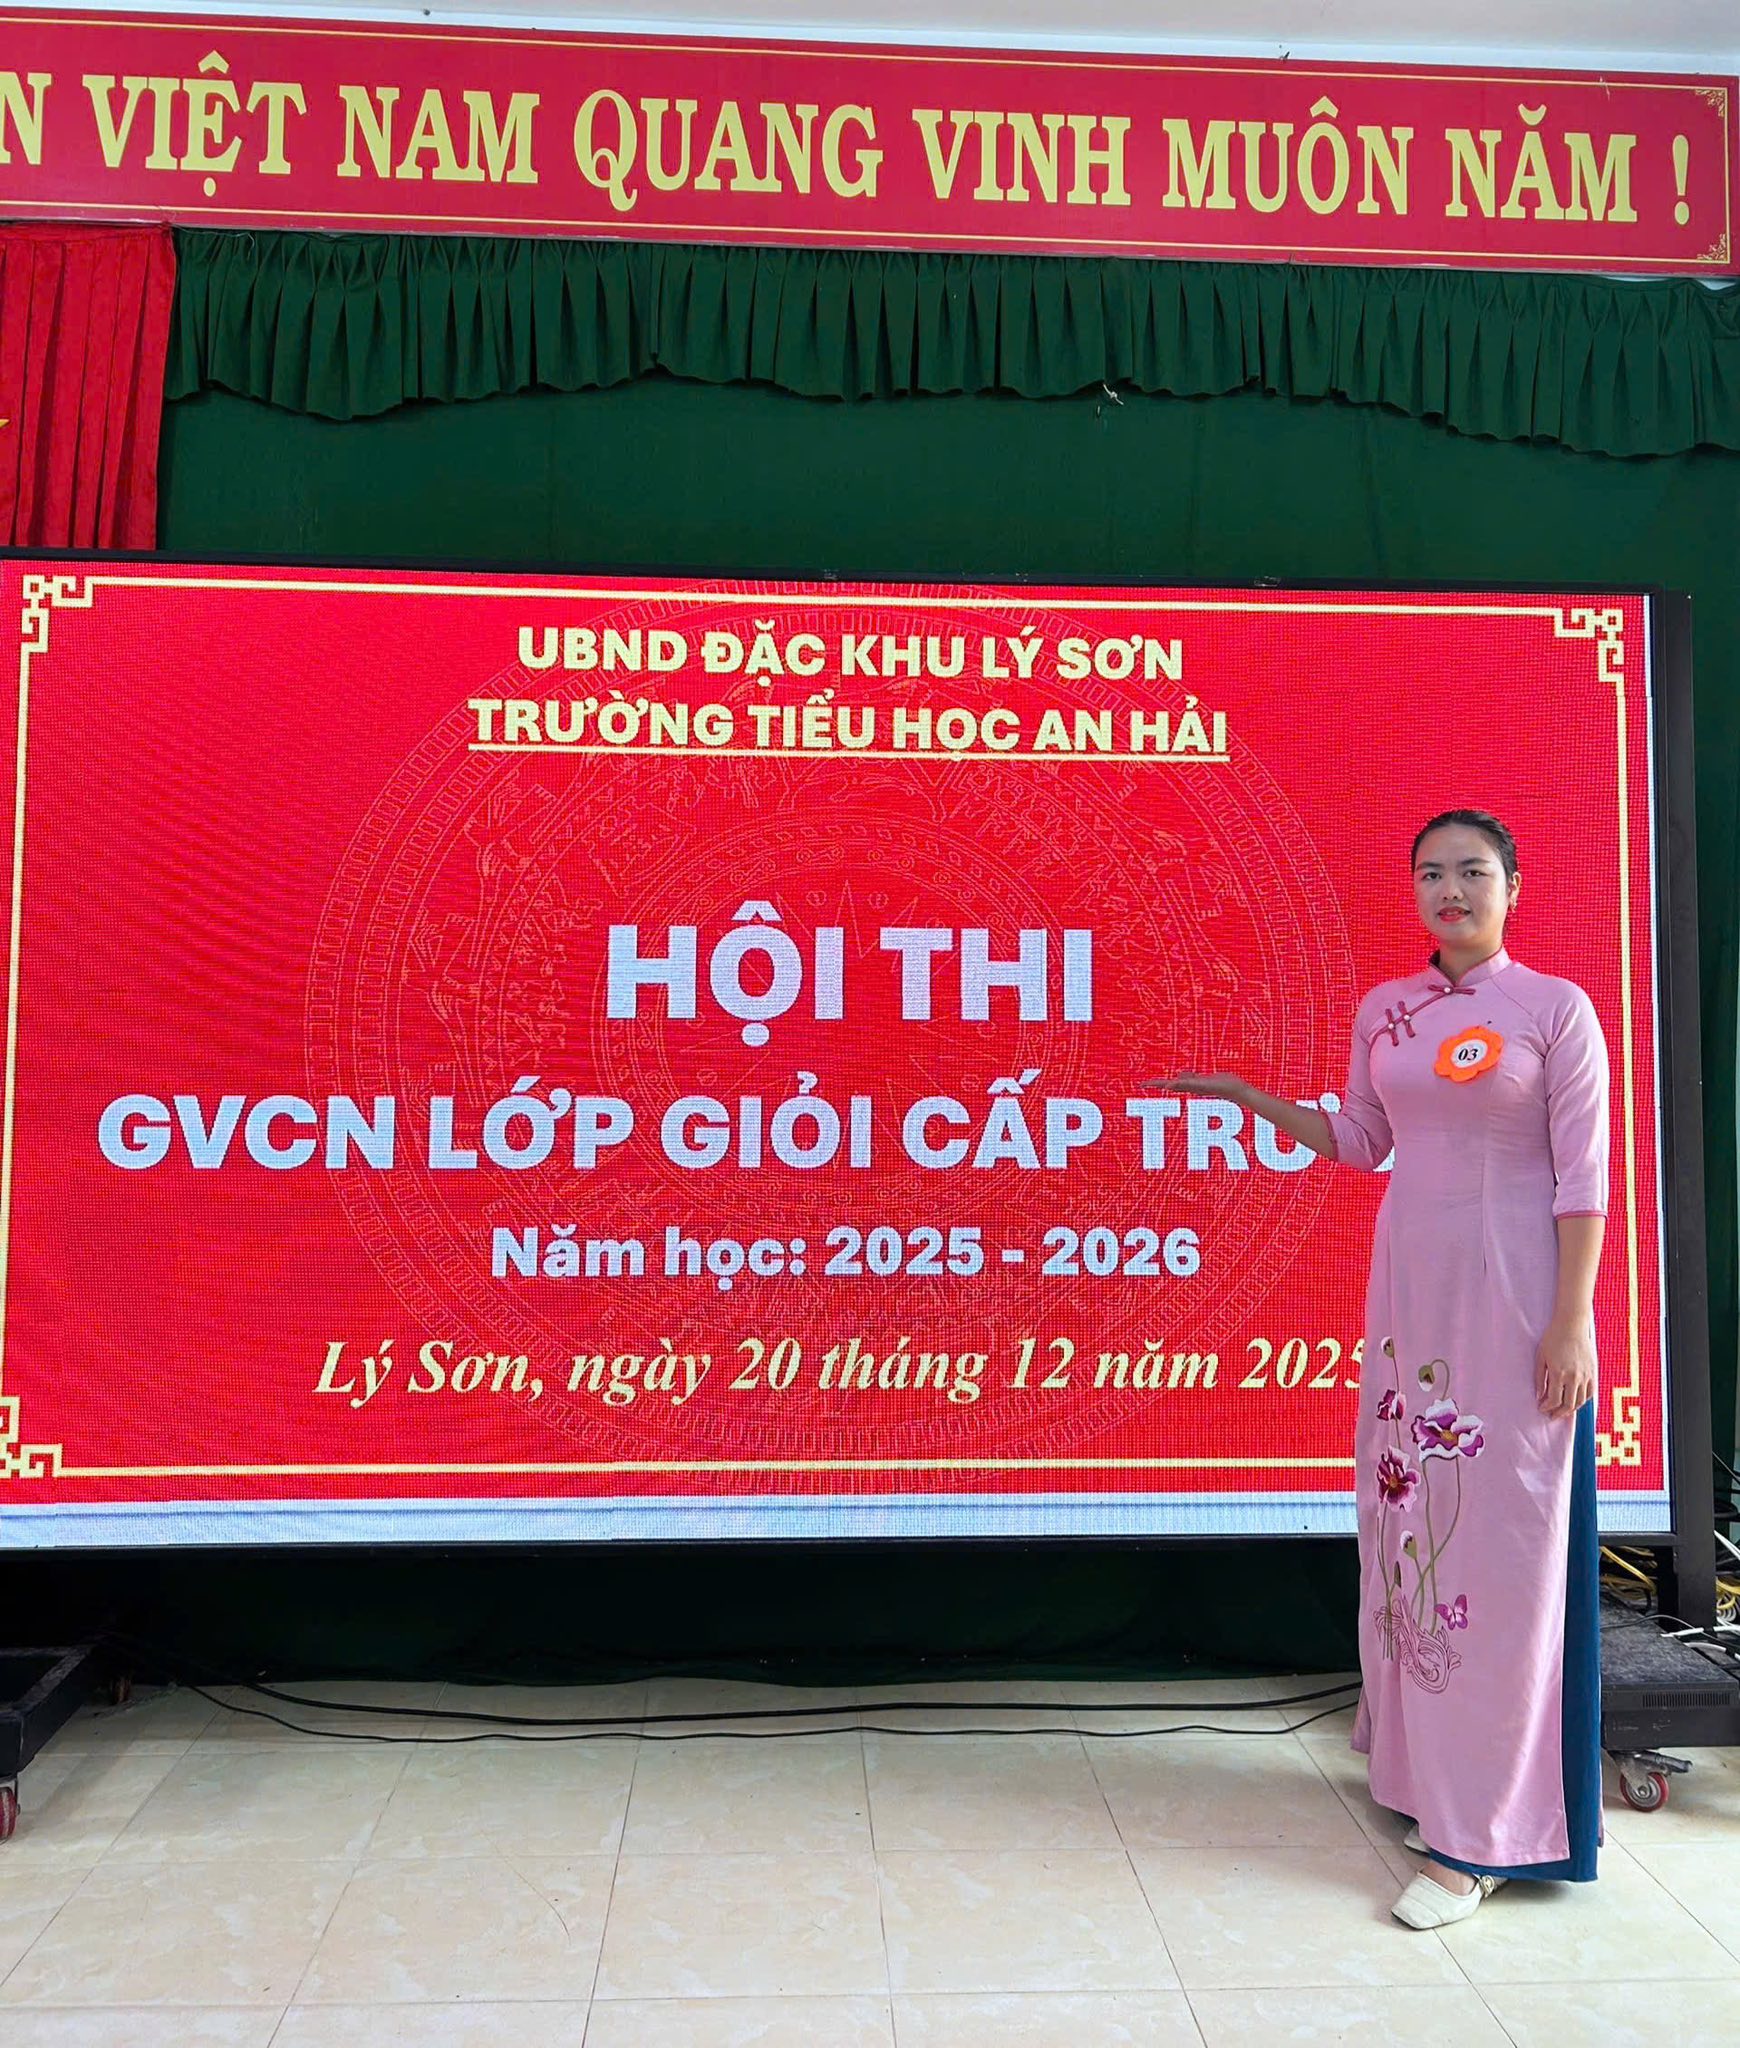 N VIỆT NAM QUANG VINH MUÔN NĂM !
UBND ĐẶC KHU LÝ SƠN
TRƯỜNG TIỂU HỌC AN HẢI
HỘI THI
GVCN LỚP GIỎI CẤP TRƯ
Năm học: 2025 - 2026
Lý Sơn, ngày 20 tháng 12 năm 2025
03